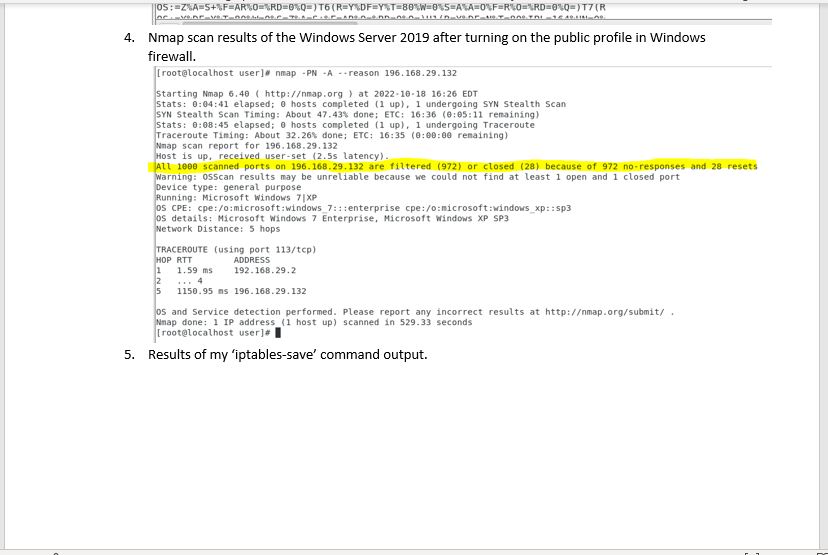 OS:=Z%A=S+%F=AR%O=%RD=0%Q=)T6(R=Y%DF=Y%T=80%W=0%S=A%A=O%F=R%O=%RD=0%Q=)T7(R
4. Nmap scan results of the Windows Server 2019 after turning on the public profile in Windows
firewall.
[root@localhost user]# nmap -PN -A --reason 196.168.29.132
Starting Nmap 6.40 ( http://nmap.org ) at 2022-10-18 16:26 EDT
Stats: 0:04:41 elapsed; 0 hosts completed (1 up), 1 undergoing SYN Stealth Scan
SYN Stealth Scan Timing: About 47.43% done; ETC: 16:36 (0:05:11 remaining)
Stats: 0:08:45 elapsed; 0 hosts completed (1 up), 1 undergoing Traceroute
Traceroute Timing: About 32.26% done; ETC: 16:35 (0:00:00 remaining)
Nmap scan report for 196.168.29.132
Host is up, received user-set (2.5s latency).
All 1000 scanned ports on 196.168.29.132 are filtered (972) or closed (28) because of 972 no-responses and 28 resets
Warning: OSScan results may be unreliable because we could not find at least 1 open and 1 closed port
Device type: general purpose
Running: Microsoft Windows 7|XP
OS CPE: cpe:/o:microsoft:windows_7:::enterprise cpe:/o:microsoft:windows_xp::sp3
OS details: Microsoft Windows 7 Enterprise, Microsoft Windows XP SP3
Network Distance: 5 hops
TRACEROUTE (using port 113/tcp)
HOP RTT ADDRESS
1 1.59 ms 192.168.29.2
2 ... 4
5 1150.95 ms 196.168.29.132
OS and Service detection performed. Please report any incorrect results at http://nmap.org/submit/ .
Nmap done: 1 IP address (1 host up) scanned in 529.33 seconds
[root@localhost user]#
5. Results of my ‘iptables-save’ command output.